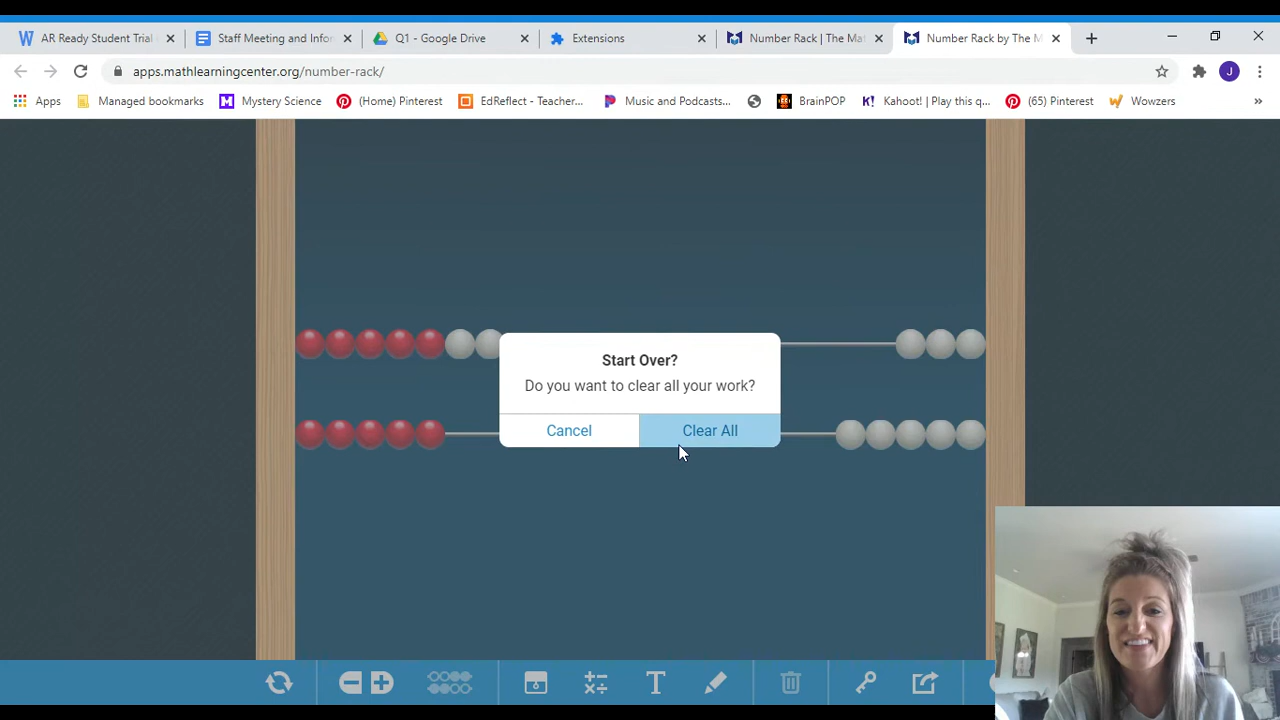 AR Ready Student Trial
Staff Meeting and Infor
Q1 - Google Drive
Extensions
Number Rack | The Mat
Number Rack by The M
apps.mathlearningcenter.org/number-rack/
J
Apps
Managed bookmarks
Mystery Science
(Home) Pinterest
EdReflect - Teacher...
Music and Podcasts...
BrainPOP
Kahoot! | Play this q...
(65) Pinterest
Wowzers
Start Over?
Do you want to clear all your work?
Cancel
Clear All
T